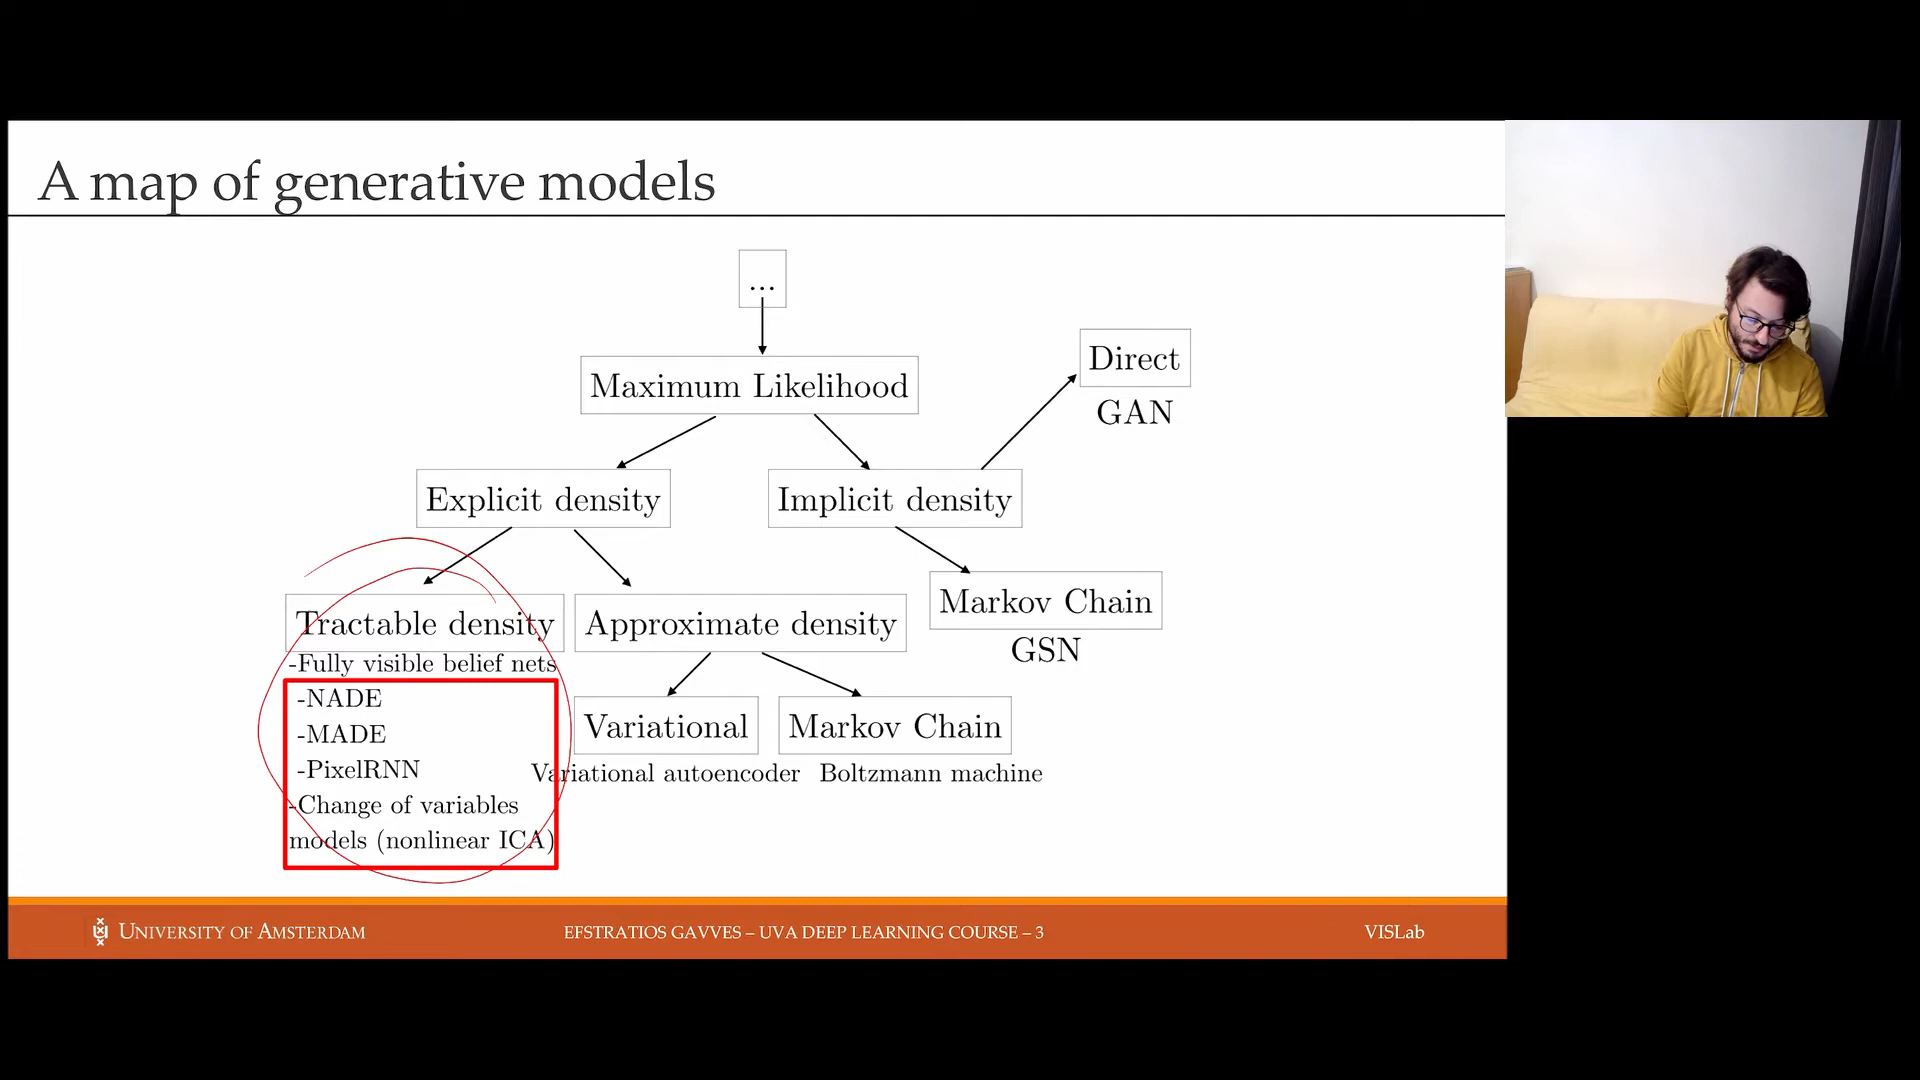 A map of generative models
...
Maximum Likelihood
Direct
GAN
Explicit density
Implicit density
Markov Chain
GSN
Tractable density
-Fully visible belief nets
-NADE
-MADE
-PixelRNN
-Change of variables
models (nonlinear ICA)
Approximate density
Variational
Variational autoencoder
Markov Chain
Boltzmann machine
UNIVERSITY OF AMSTERDAM
EFSTRATIOS GAVVES – UVA DEEP LEARNING COURSE – 3
VISLab